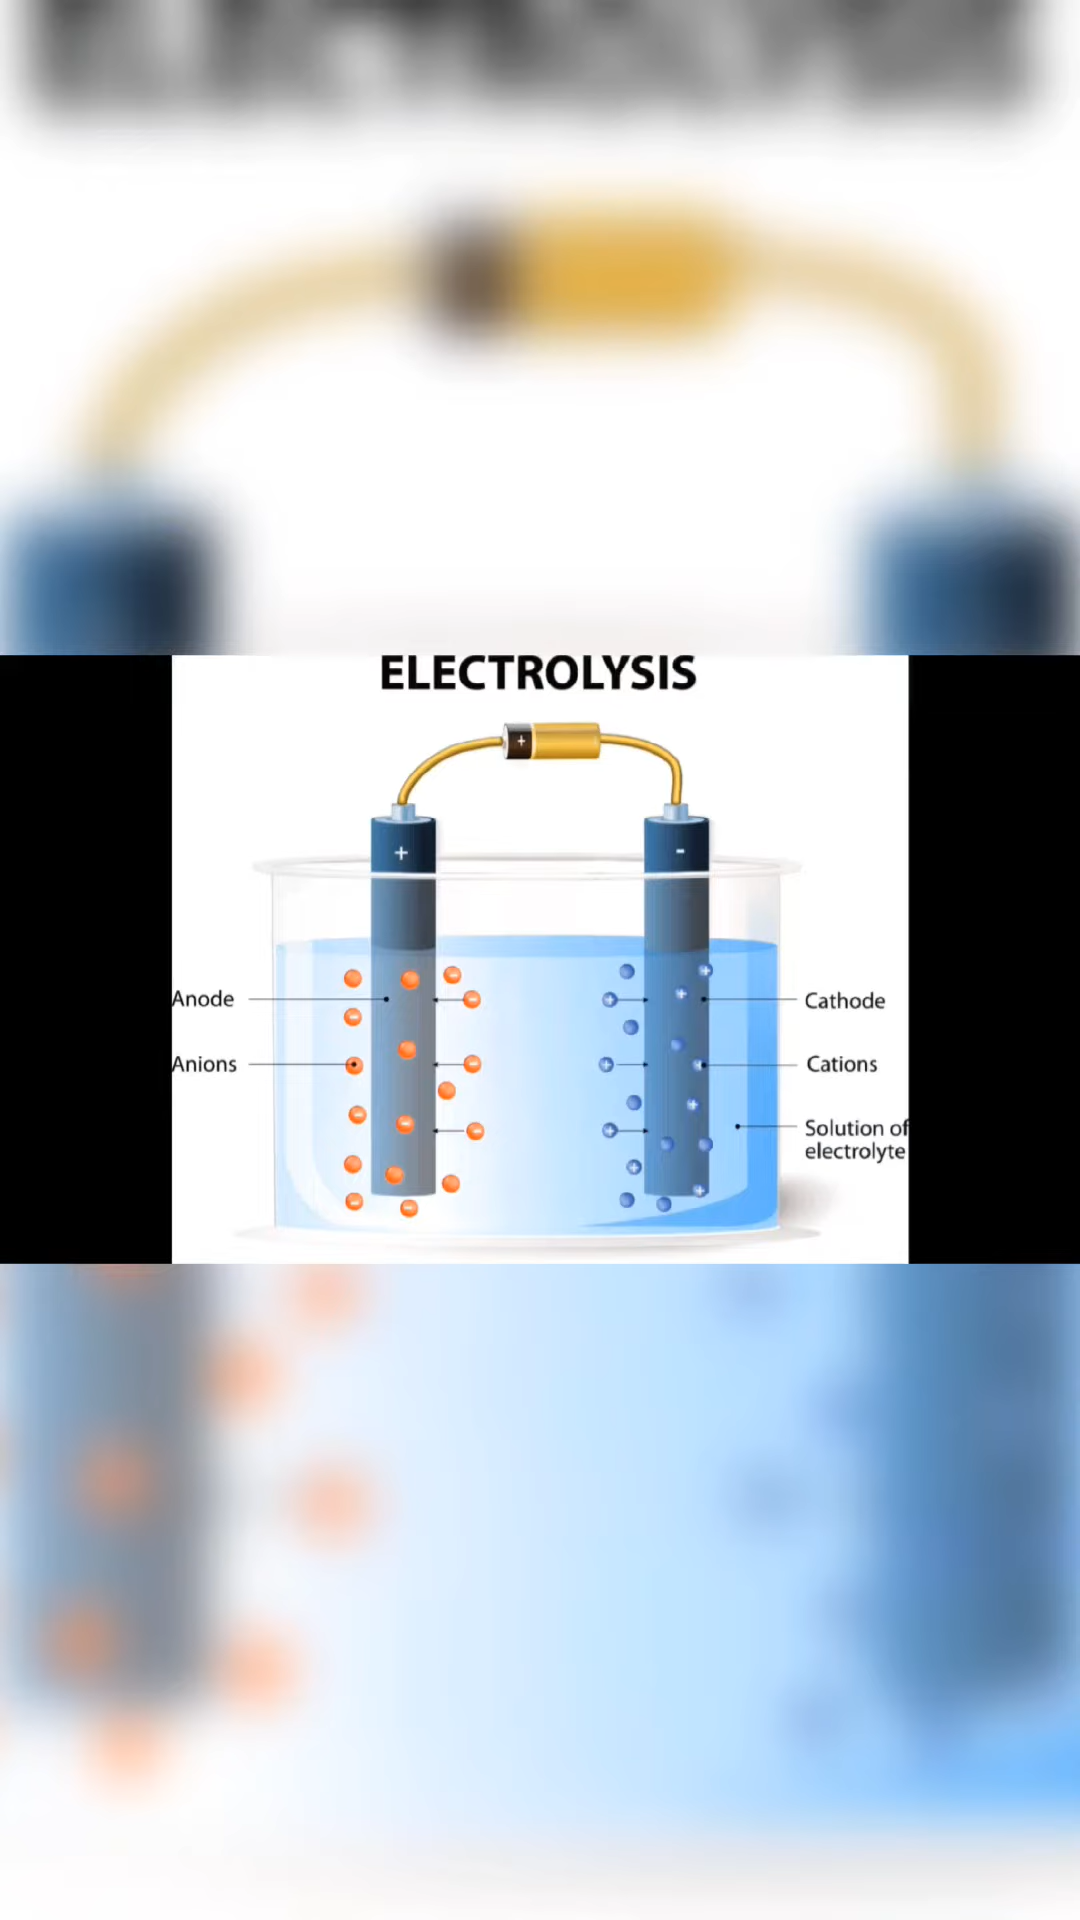 ELECTROLYSIS
+
+
-
Anode
Cathode
Anions
Cations
Solution of
electrolyte